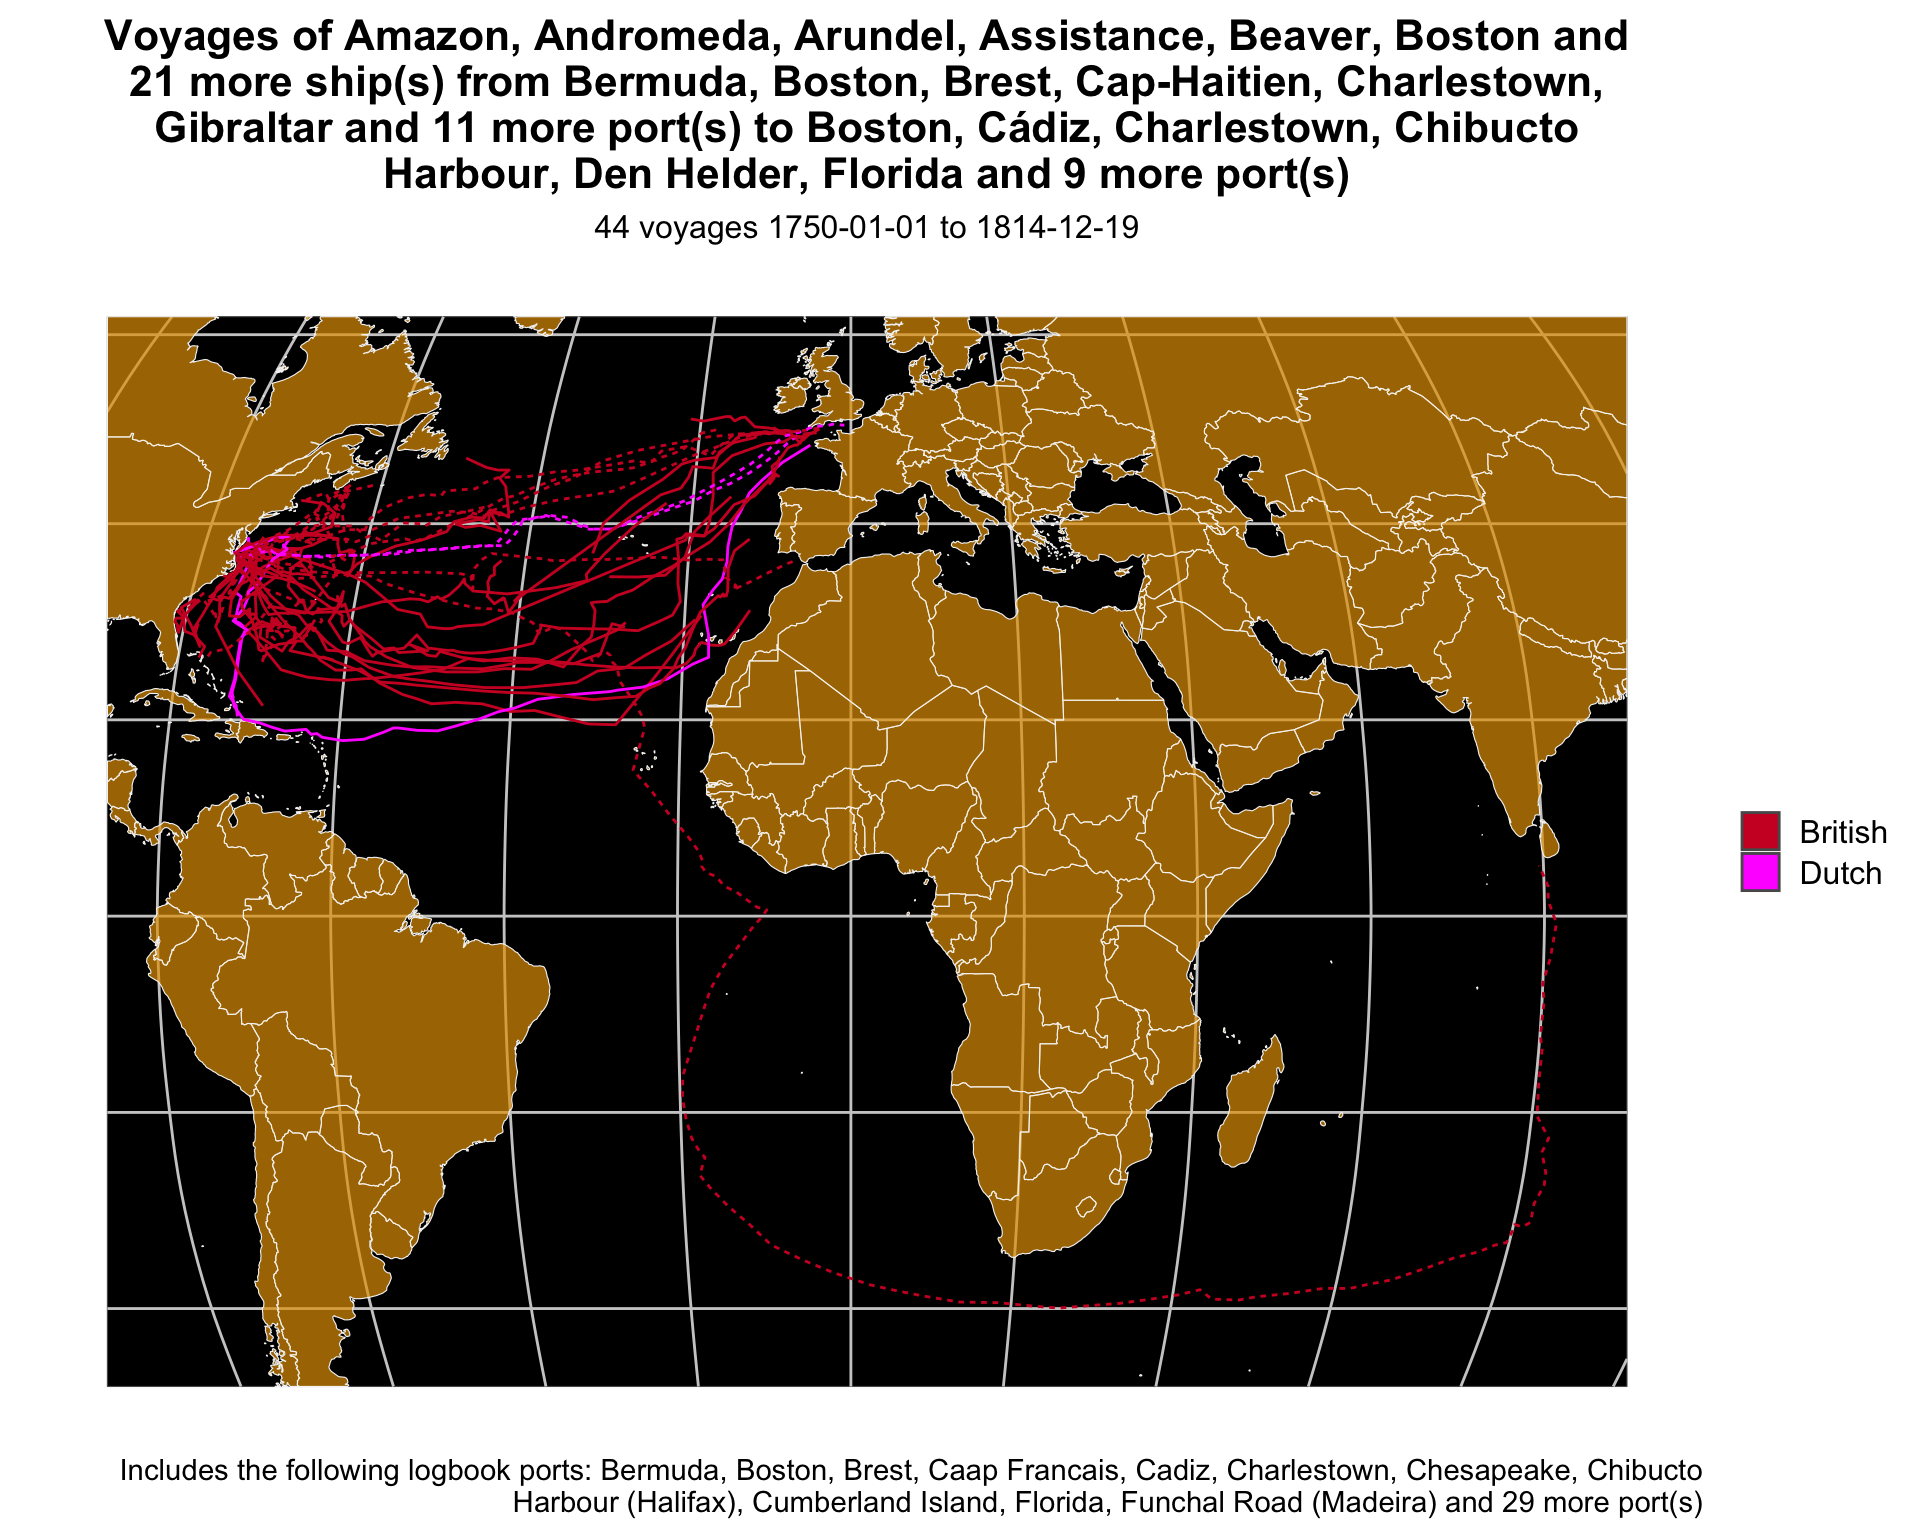 Voyages of Amazon, Andromeda, Arundel, Assistance, Beaver, Boston and
21 more ship(s) from Bermuda, Boston, Brest, Cap-Haitien, Charlestown,
Gibraltar and 11 more port(s) to Boston, Cádiz, Charlestown, Chibucto
Harbour, Den Helder, Florida and 9 more port(s)
44 voyages 1750-01-01 to 1814-12-19
British
Dutch
Includes the following logbook ports: Bermuda, Boston, Brest, Caap Francais, Cadiz, Charlestown, Chesapeake, Chibucto
Harbour (Halifax), Cumberland Island, Florida, Funchal Road (Madeira) and 29 more port(s)